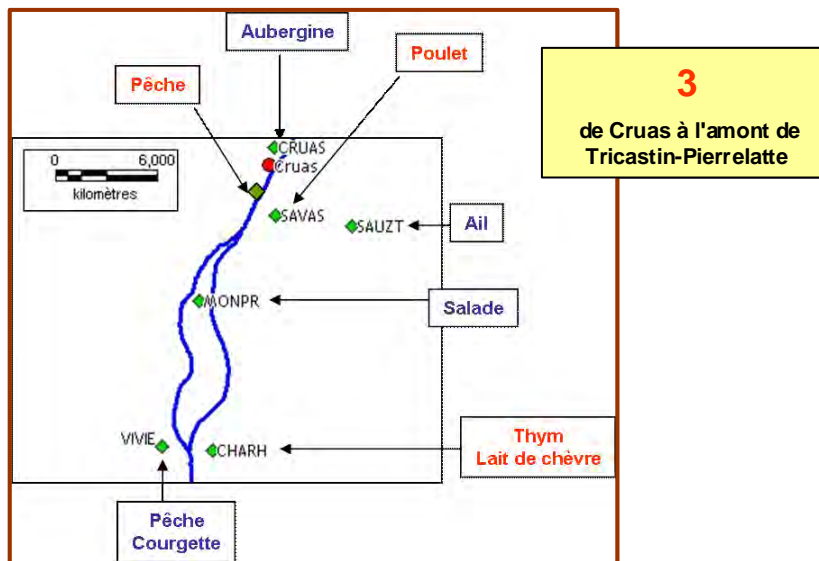 Aubergine
Poulet
Pêche
3
de Cruas à l'amont de
Tricastin-Pierrelatte
CRUAS
Cruas
0 6,000
kilomètres
SAVAS
SAUZT
Ail
MONPR
Salade
VIVIE
CHARH
Thym
Lait de chèvre
Pêche
Courgette